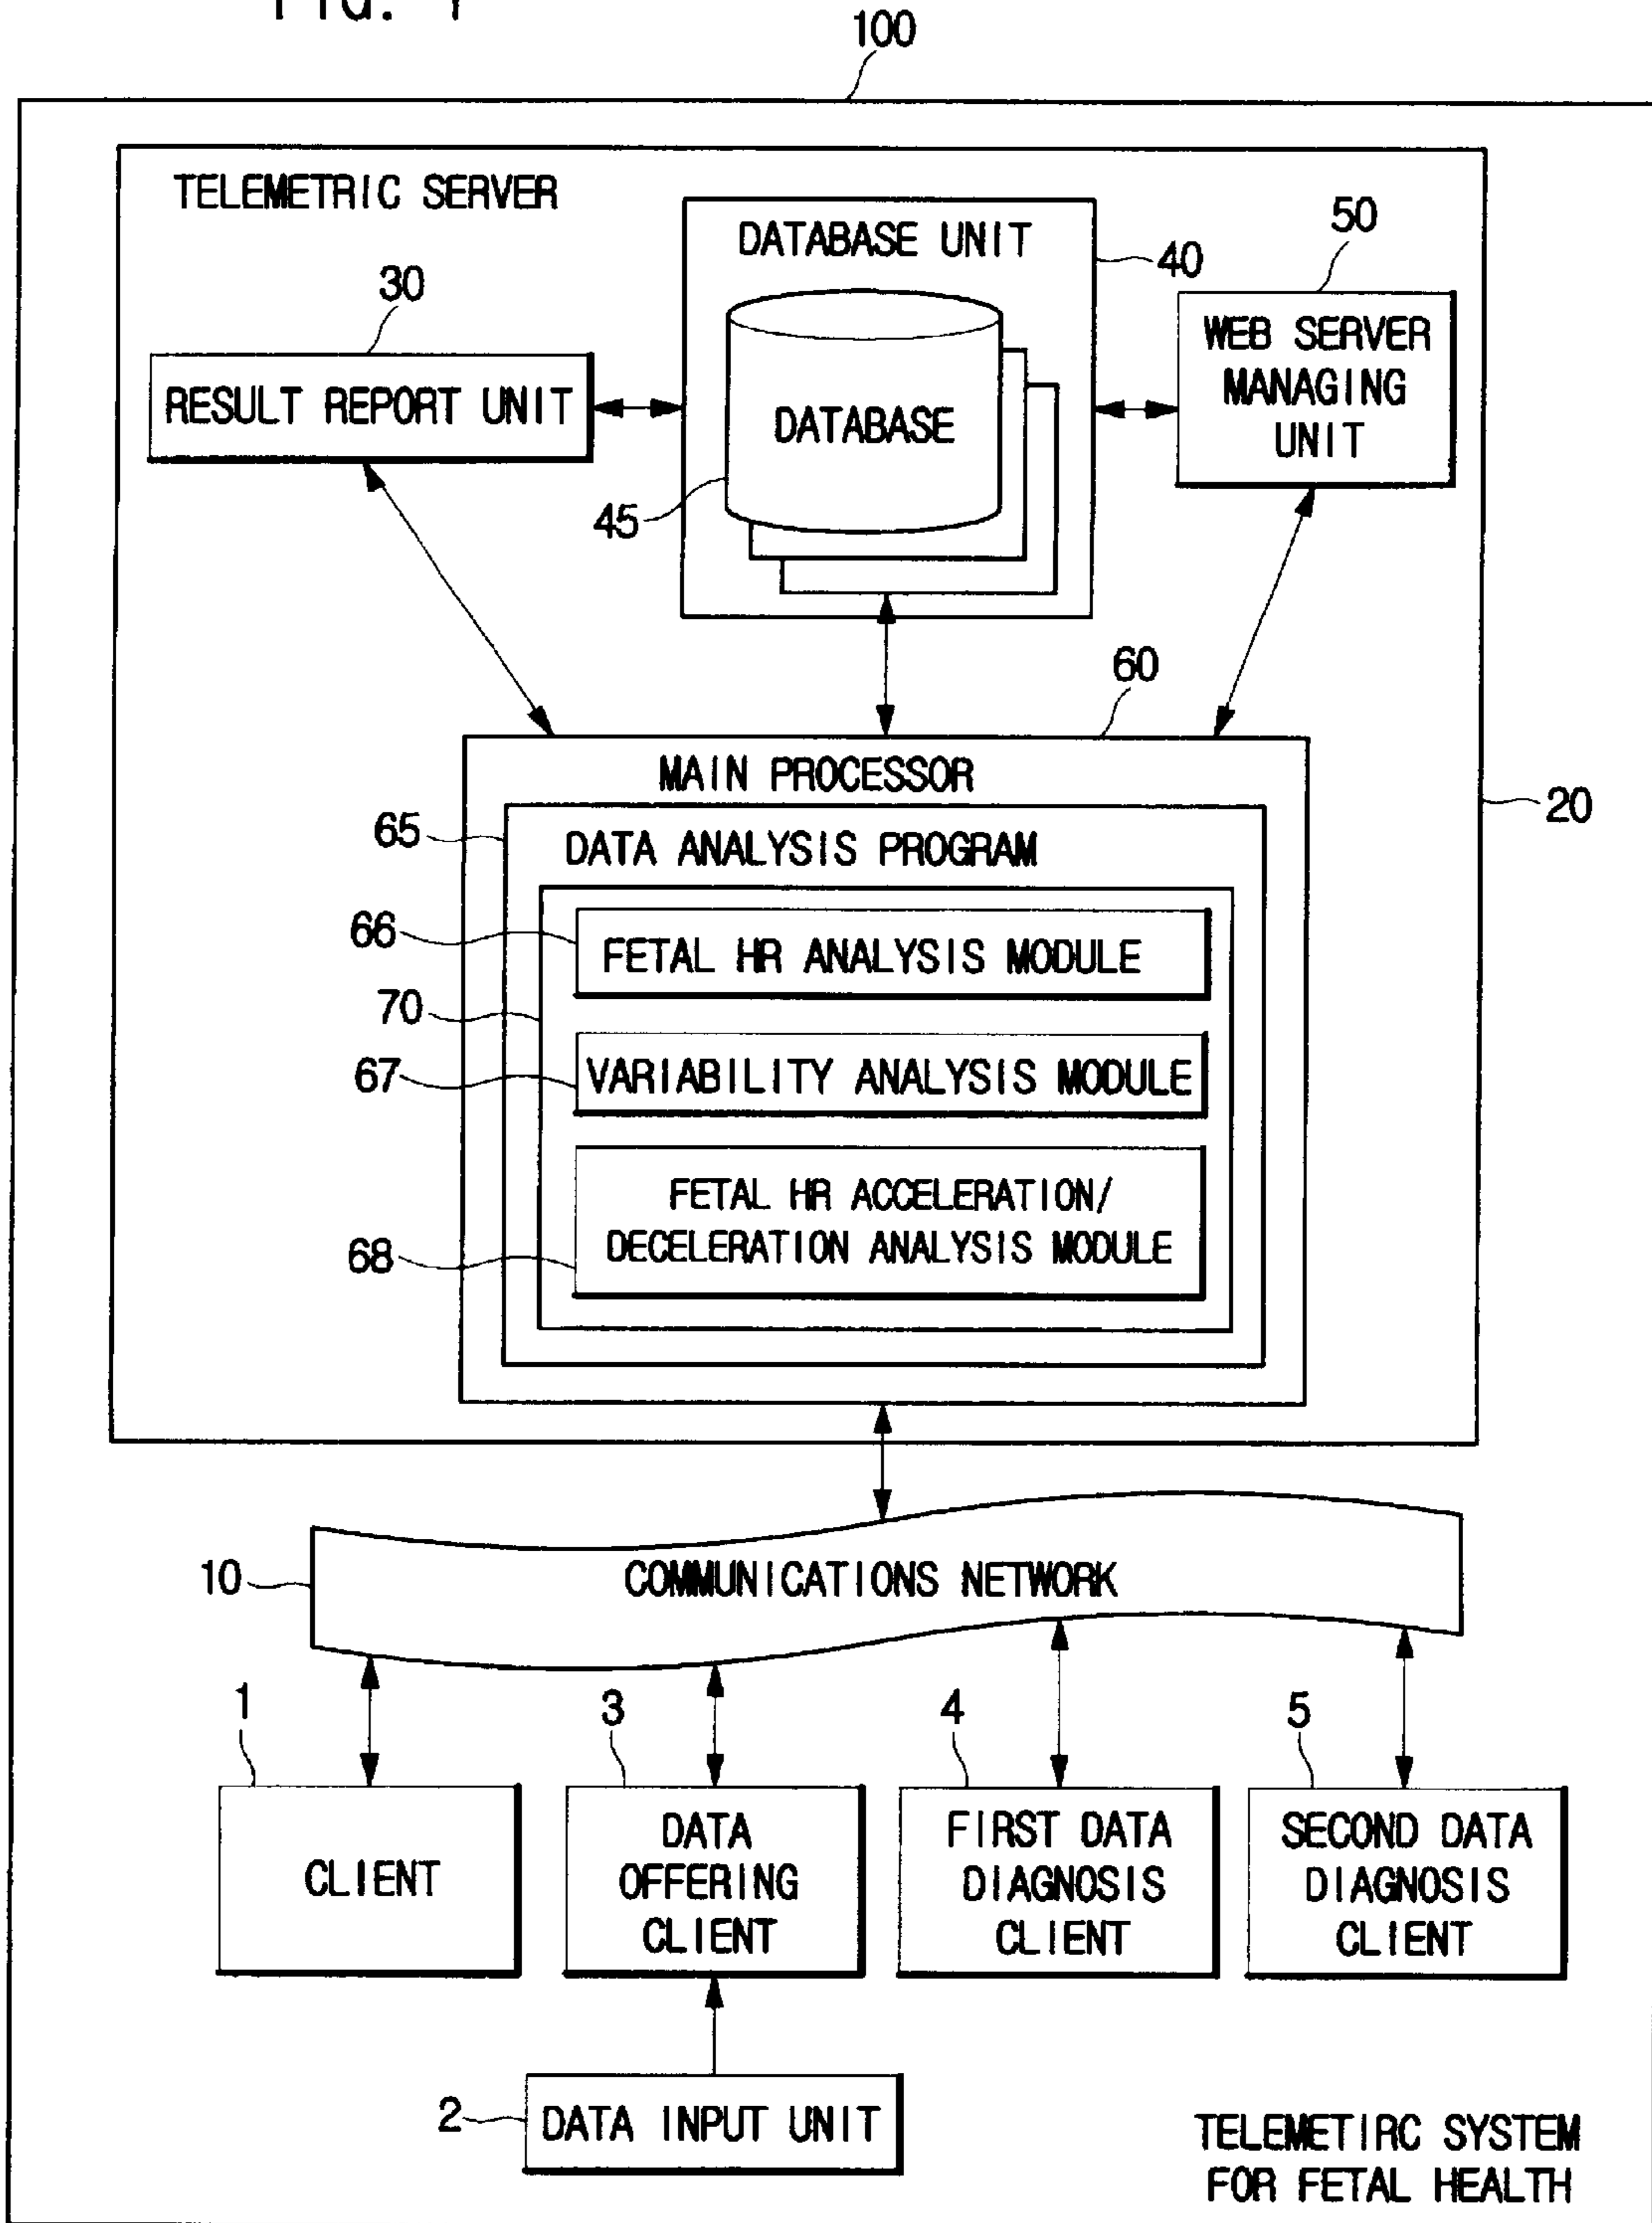 FIG. 1
100
TELEMETRIC SERVER
DATABASE UNIT
40
50
30
WEB SERVER
MANAGING
UNIT
RESULT REPORT UNIT
DATABASE
45
60
MAIN PROCESSOR
20
65
DATA ANALYSIS PROGRAM
66
FETAL HR ANALYSIS MODULE
70
67
VARIABILITY ANALYSIS MODULE
FETAL HR ACCELERATION/
DECELERATION ANALYSIS MODULE
68
10
COMMUNICATIONS NETWORK
1
3
4
5
CLIENT
DATA
OFFERING
CLIENT
FIRST DATA
DIAGNOSIS
CLIENT
SECOND DATA
DIAGNOSIS
CLIENT
2
DATA INPUT UNIT
TELEMETIRC SYSTEM
FOR FETAL HEALTH